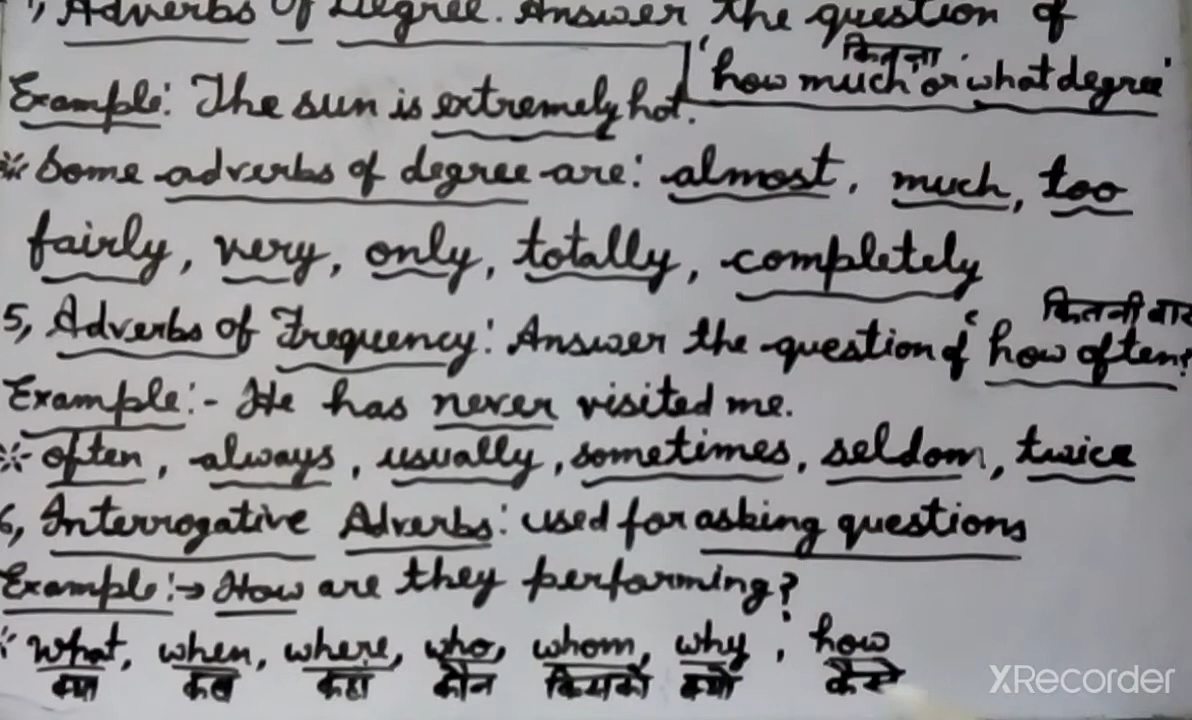 Adverbs Of Degree. Answer the question of
कितना
'how much' or 'what degree'
Example: The sun is extremely hot.
* Some adverbs of degree are: almost, much, too
fairly, very, only, totally, completely
कितनी बार
5, Adverbs of Frequency: Answer the question of 'how often?
Example:- He has never visited me.
* often, always, usually, sometimes, seldom, twice
6, Interrogative Adverbs: used for asking questions
Example:→ How are they performing?
* What, when, where, who, whom, why, how
क्या कब कहां कौन किसको क्यों कैसे
XRecorder